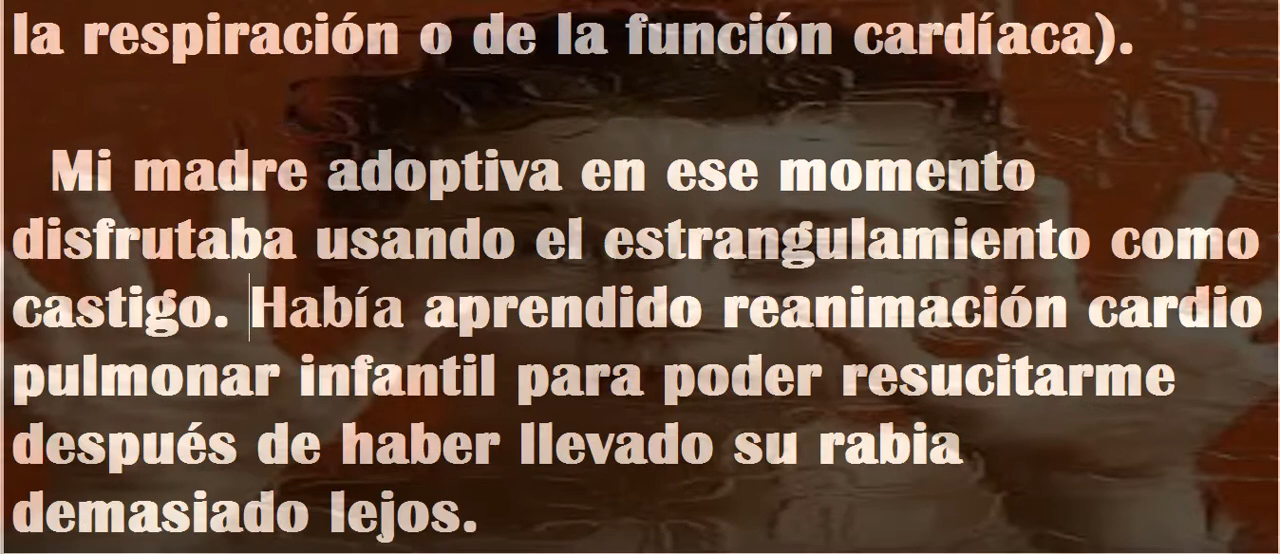 la respiración o de la función cardíaca).
Mi madre adoptiva en ese momento
disfrutaba usando el estrangulamiento como
castigo. Había aprendido reanimación cardio
pulmonar infantil para poder resucitarme
después de haber llevado su rabia
demasiado lejos.